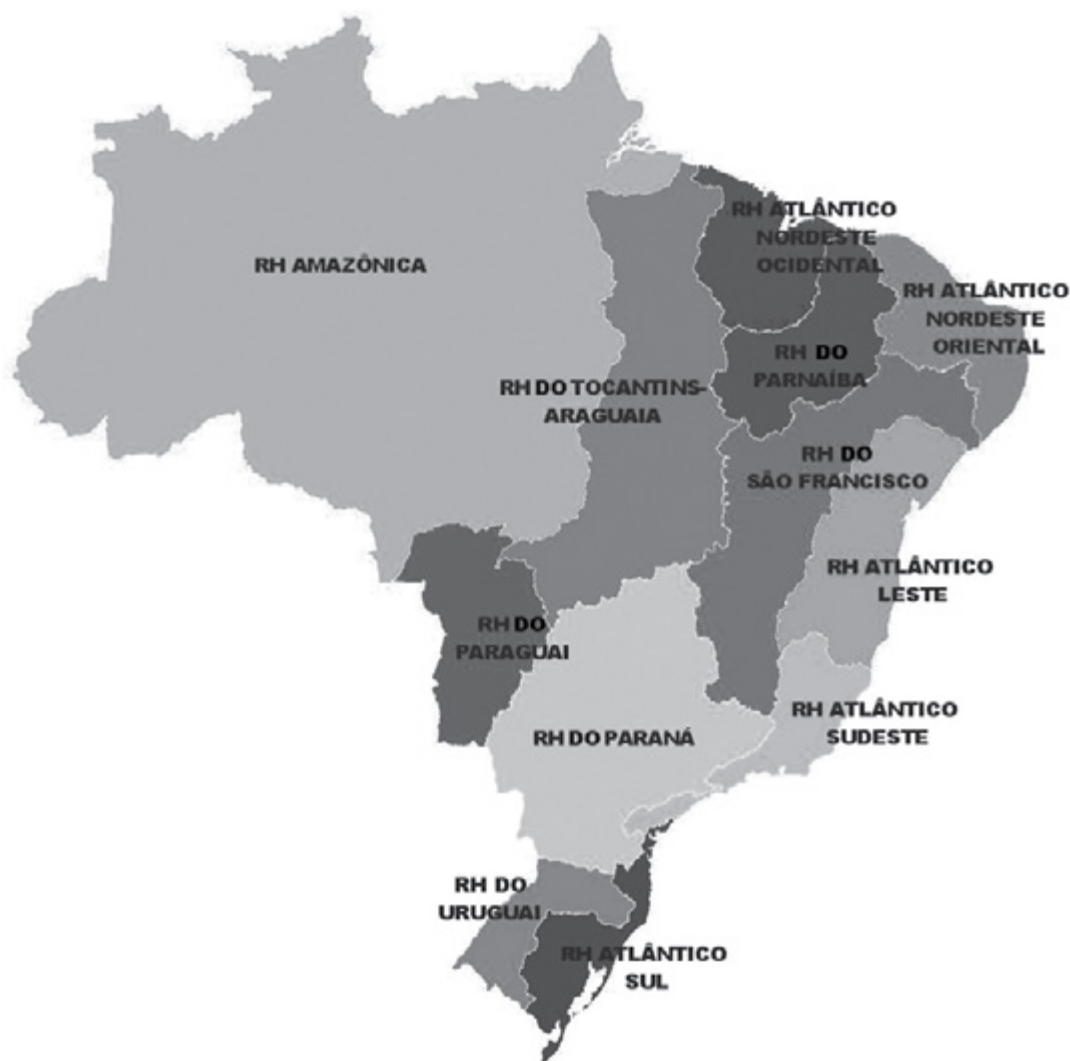 RH ATLÂNTICO
NORDESTE
OCIDENTAL
RH AMAZÔNICA
RH ATLÂNTICO
NORDESTE
ORIENTAL
RH DO
PARNAÍBA
RH DO TOCANTINS-
ARAGUAIA
RH DO
SÃO FRANCISCO
RH ATLÂNTICO
LESTE
RH DO
PARAGUAI
RH ATLÂNTICO
SUDESTE
RH DO PARANÁ
RH DO
URUGUAI
RH ATLÂNTICO
SUL